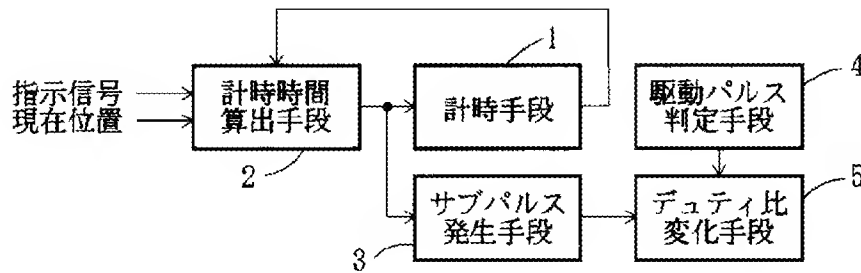 1
4
指示信号
現在位置
計時時間
算出手段
計時手段
駆動パルス
判定手段
2
5
サブパルス
発生手段
デュティ比
変化手段
3